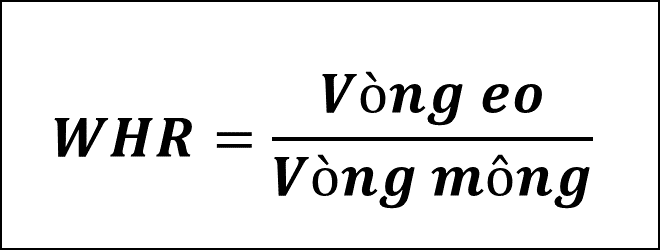 WHR = Vòng eo
Vòng mông